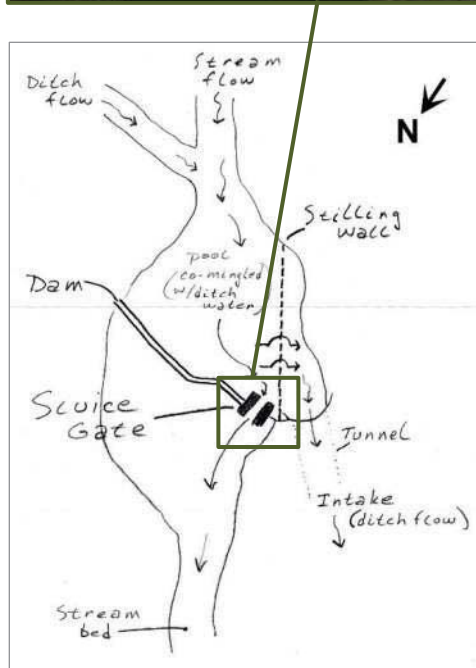 Stream
flow
Ditch
flow
N
Stilling
wall
pool
(co-mingled
w/ditch
water)
Dam
Scuice
Gate
Tunnel
Intake
(ditch flow)
Stream
bed